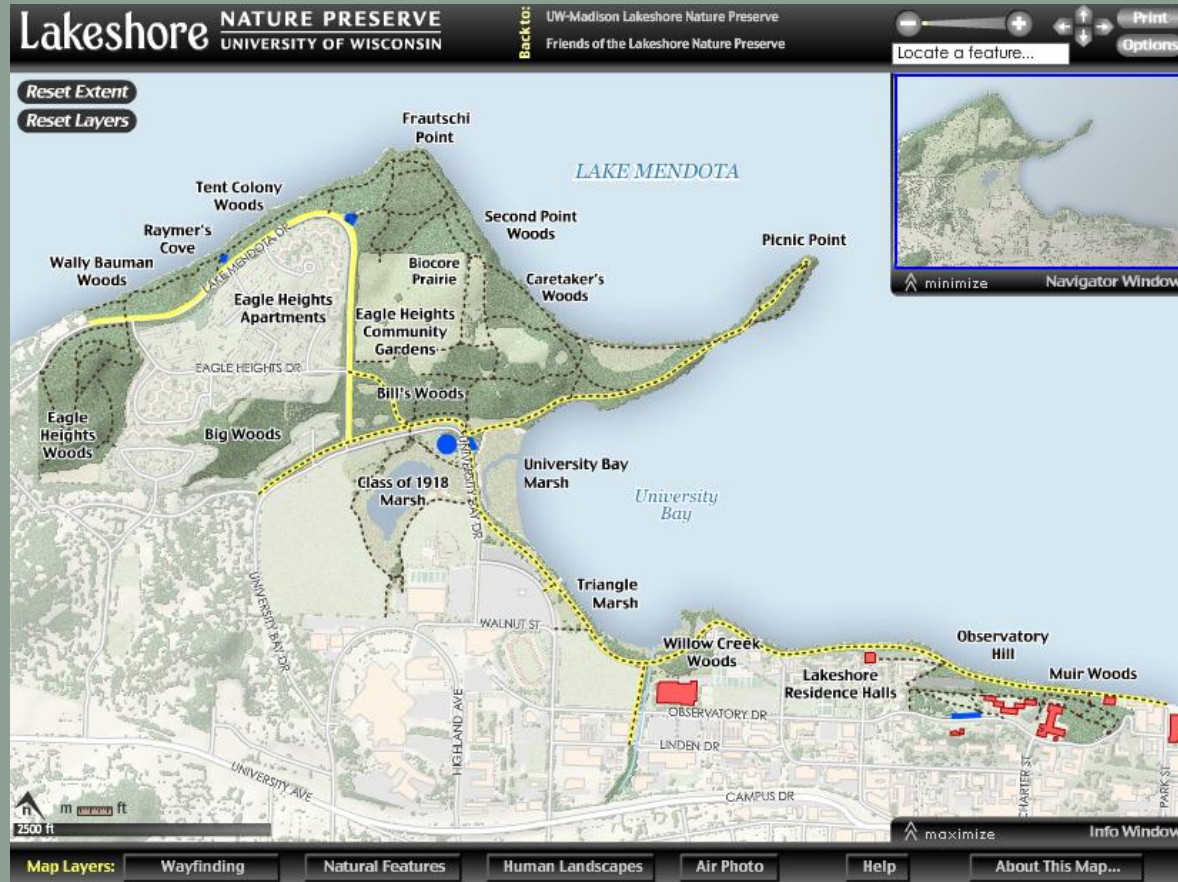 Lakeshore NATURE PRESERVE
UNIVERSITY OF WISCONSIN
Back to:
UW-Madison Lakeshore Nature Preserve
Friends of the Lakeshore Nature Preserve
Print
Options
Locate a feature...
Reset Extent
Reset Layers
minimize
Navigator Window
Frautschi
Point
LAKE MENDOTA
Tent Colony
Woods
Second Point
Woods
Raymer's
Cove
Picnic Point
Wally Bauman
Woods
LAKE MENDOTA DR
Biocore
Prairie
Caretaker's
Woods
Eagle Heights
Apartments
Eagle Heights
Community
Gardens
EAGLE HEIGHTS DR
Bill's Woods
Eagle
Heights
Woods
Big Woods
UNIVERSITY BAY DR
Class of 1918
Marsh
University Bay
Marsh
University
Bay
UNIVERSITY BAY DR
Triangle
Marsh
WALNUT ST
Willow Creek
Woods
Observatory
Hill
Lakeshore
Residence Halls
Muir Woods
HIGHLAND AVE
OBSERVATORY DR
LINDEN DR
UNIVERSITY AVE
CAMPUS DR
CHARTER ST
PARK ST
n
m ft
2500 ft
maximize
Info Window
Map Layers:
Wayfinding
Natural Features
Human Landscapes
Air Photo
Help
About This Map...